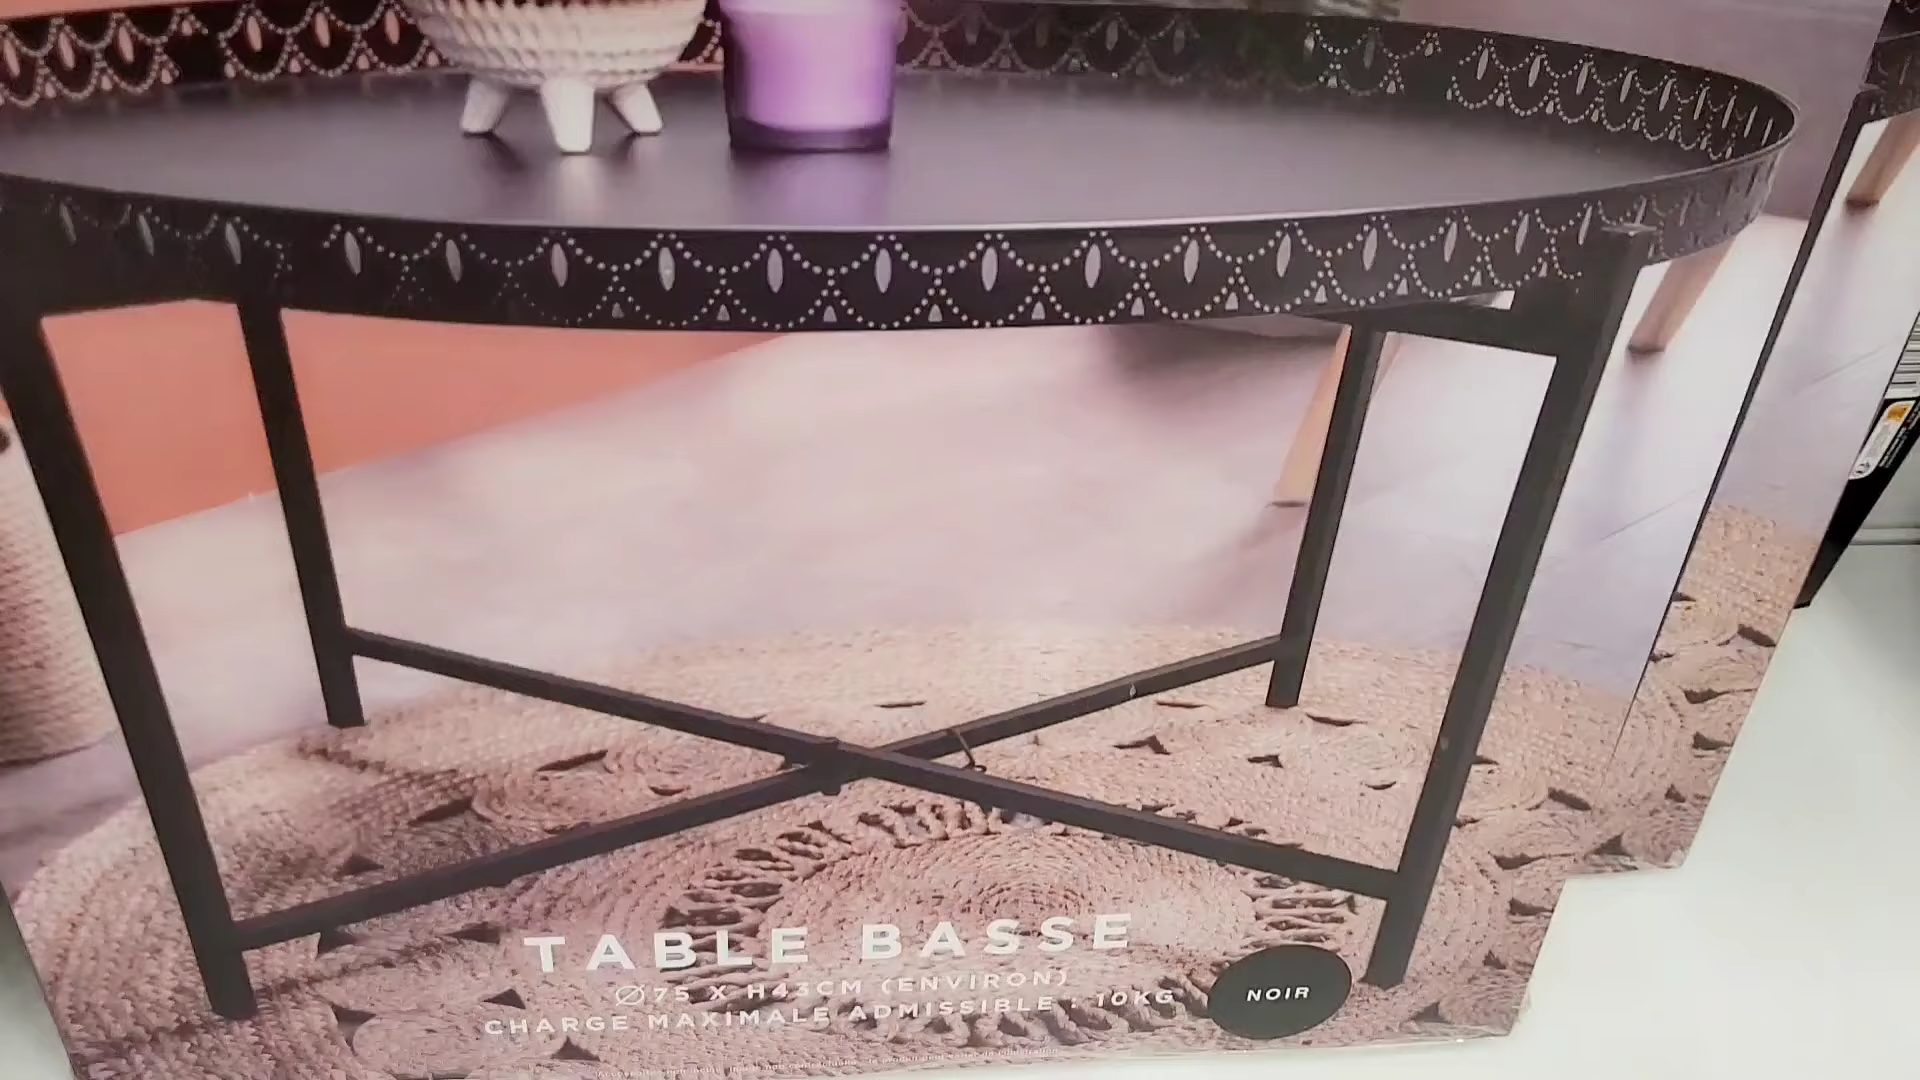 TABLE BASSE
Ø75 X H43CM (ENVIRON)
CHARGE MAXIMALE ADMISSIBLE : 10KG
NOIR